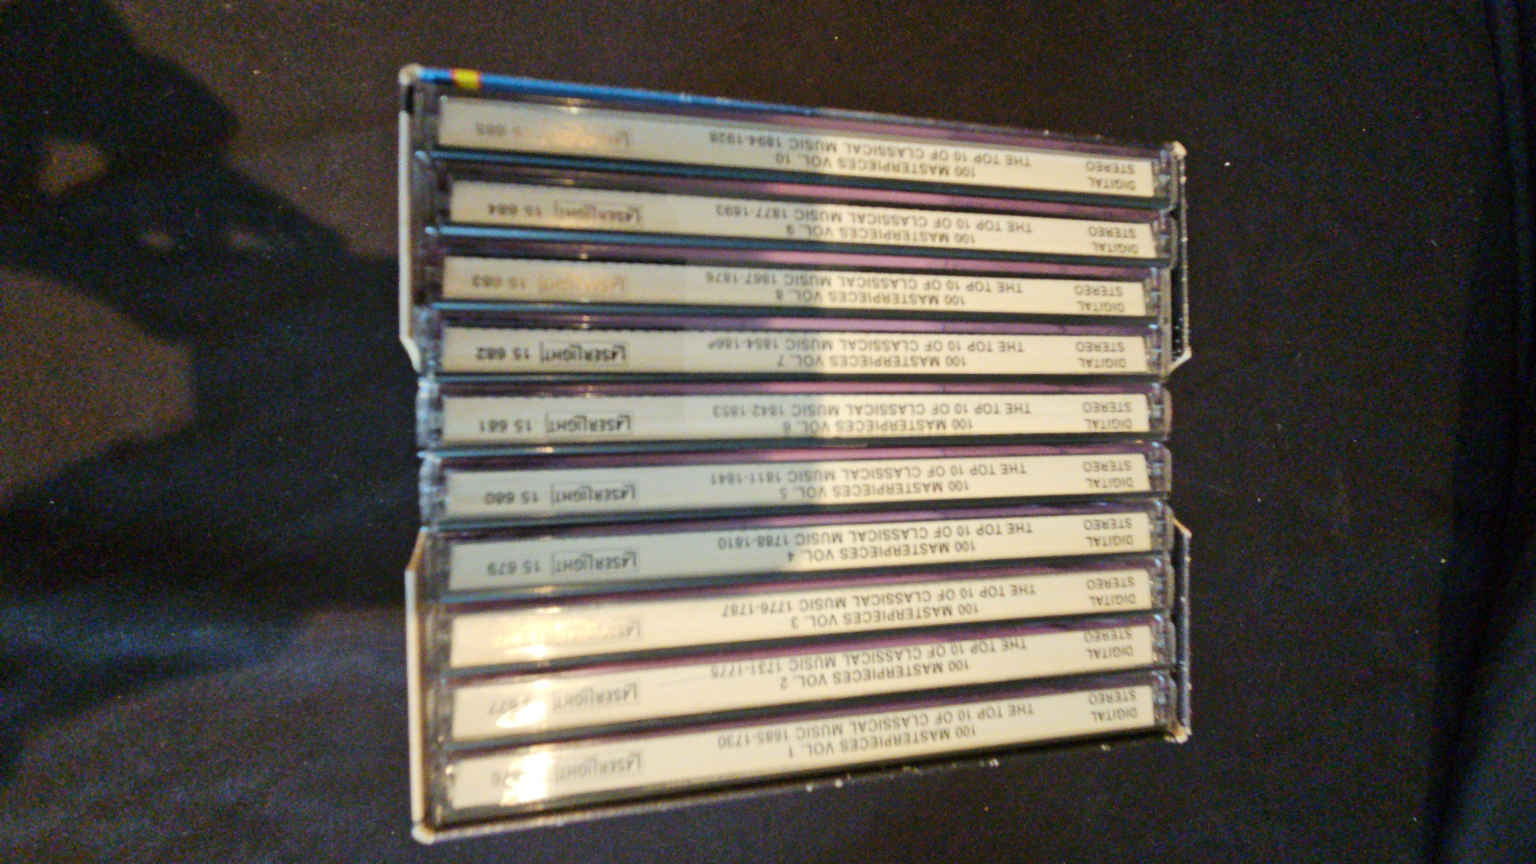 DIGITAL
STEREO
100 MASTERPIECES VOL. 1
THE TOP 10 OF CLASSICAL MUSIC 1685-1730
LASERLIGHT
DIGITAL
STEREO
100 MASTERPIECES VOL. 2
THE TOP 10 OF CLASSICAL MUSIC 1731-1775
LASERLIGHT
DIGITAL
STEREO
100 MASTERPIECES VOL. 3
THE TOP 10 OF CLASSICAL MUSIC 1776-1787
DIGITAL
STEREO
100 MASTERPIECES VOL. 4
THE TOP 10 OF CLASSICAL MUSIC 1788-1810
LASERLIGHT 15 679
DIGITAL
STEREO
100 MASTERPIECES VOL. 5
THE TOP 10 OF CLASSICAL MUSIC 1811-1841
LASERLIGHT 15 680
DIGITAL
STEREO
100 MASTERPIECES VOL. 6
THE TOP 10 OF CLASSICAL MUSIC 1842-1853
LASERLIGHT 15 681
DIGITAL
STEREO
100 MASTERPIECES VOL. 7
THE TOP 10 OF CLASSICAL MUSIC
LASERLIGHT 15 682
DIGITAL
STEREO
100 MASTERPIECES VOL. 8
THE TOP 10 OF CLASSICAL MUSIC 1867-1876
15 683
DIGITAL
STEREO
100 MASTERPIECES VOL. 9
THE TOP 10 OF CLASSICAL MUSIC 1877-1893
LASERLIGHT 15 684
DIGITAL
STEREO
100 MASTERPIECES VOL. 10
THE TOP 10 OF CLASSICAL MUSIC 1894-1928
15 685